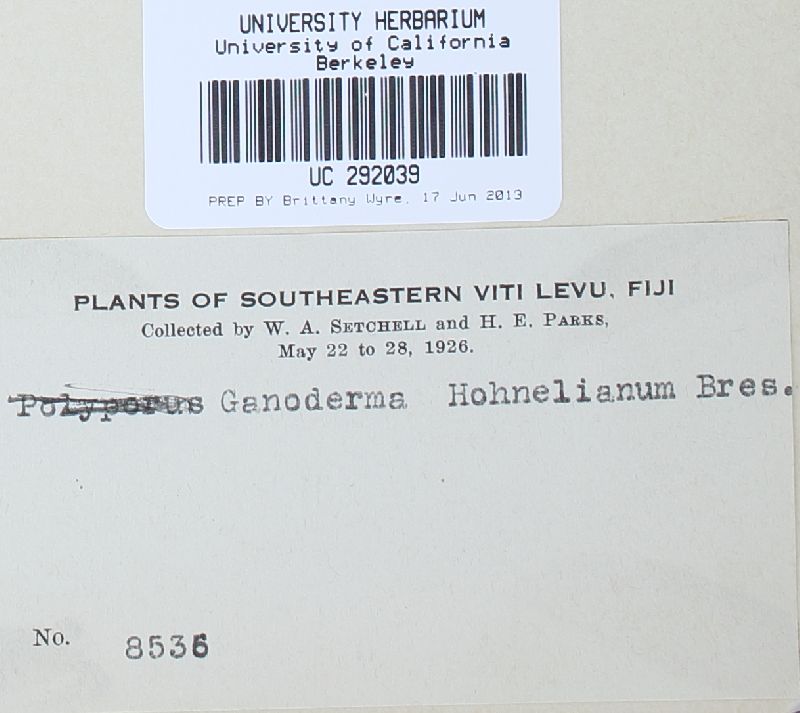 UNIVERSITY HERBARIUM
University of California
Berkeley
UC 292039
PREP BY Brittany Wyre, 17 Jun 2013
PLANTS OF SOUTHEASTERN VITI LEVU, FIJI
Collected by W. A. SETCHELL and H. E. PARKS,
May 22 to 28, 1926.
Polyporus Ganoderma Hohnelianum Bres.
No. 8536